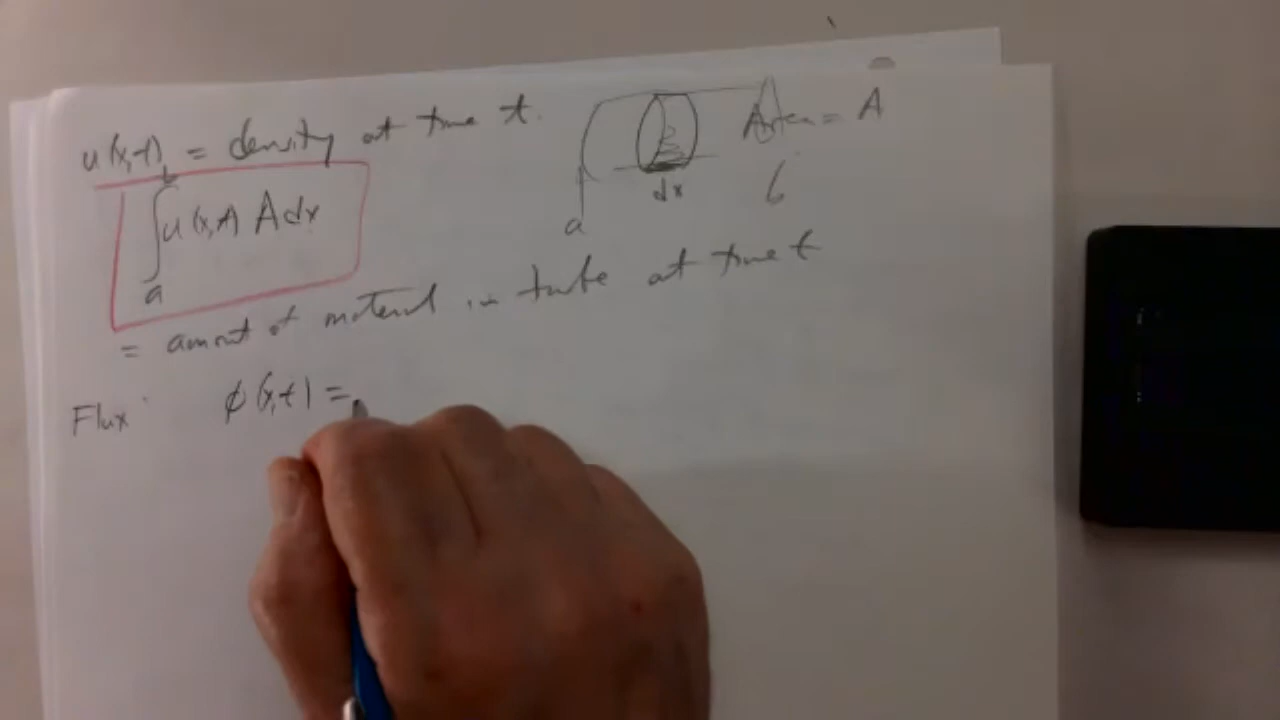 u(x,t) = density at time t.
Area = A
b
∫ u(x,t) A dx
a
dx
a
b
= amount of material in tube at time t
Flux: φ(x,t) =